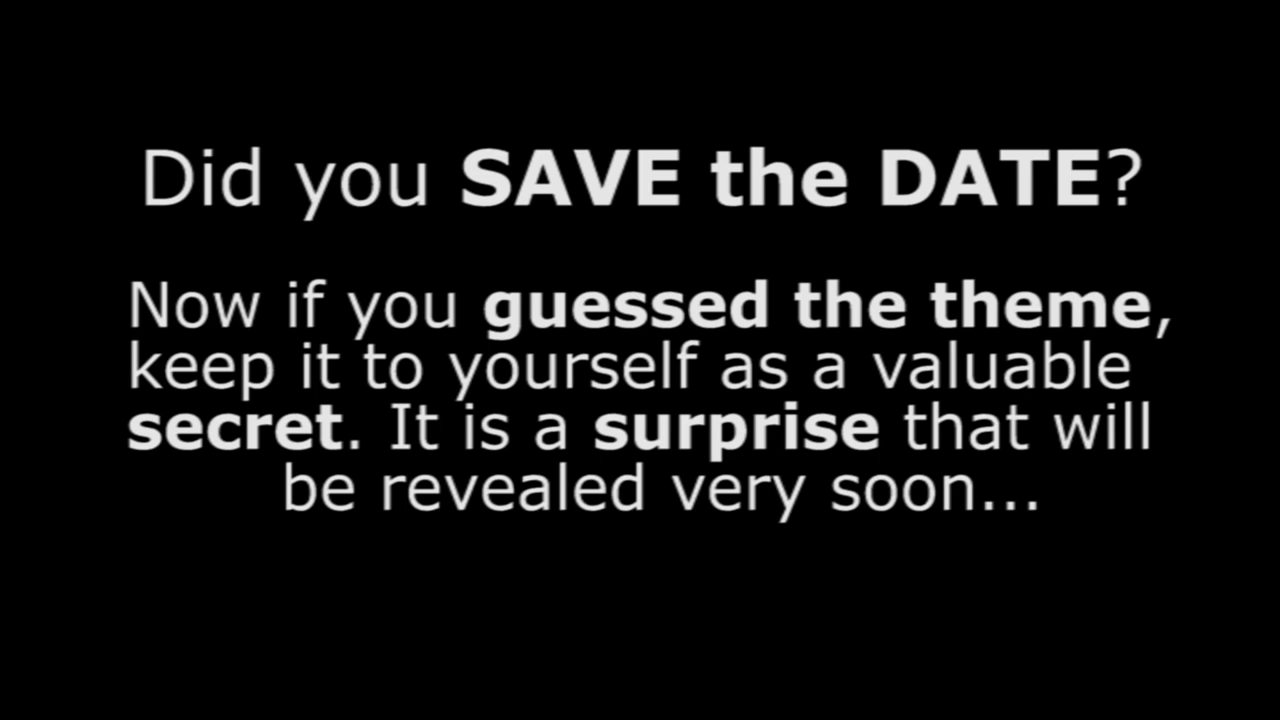 Did you SAVE the DATE?
Now if you guessed the theme,
keep it to yourself as a valuable
secret. It is a surprise that will
be revealed very soon...